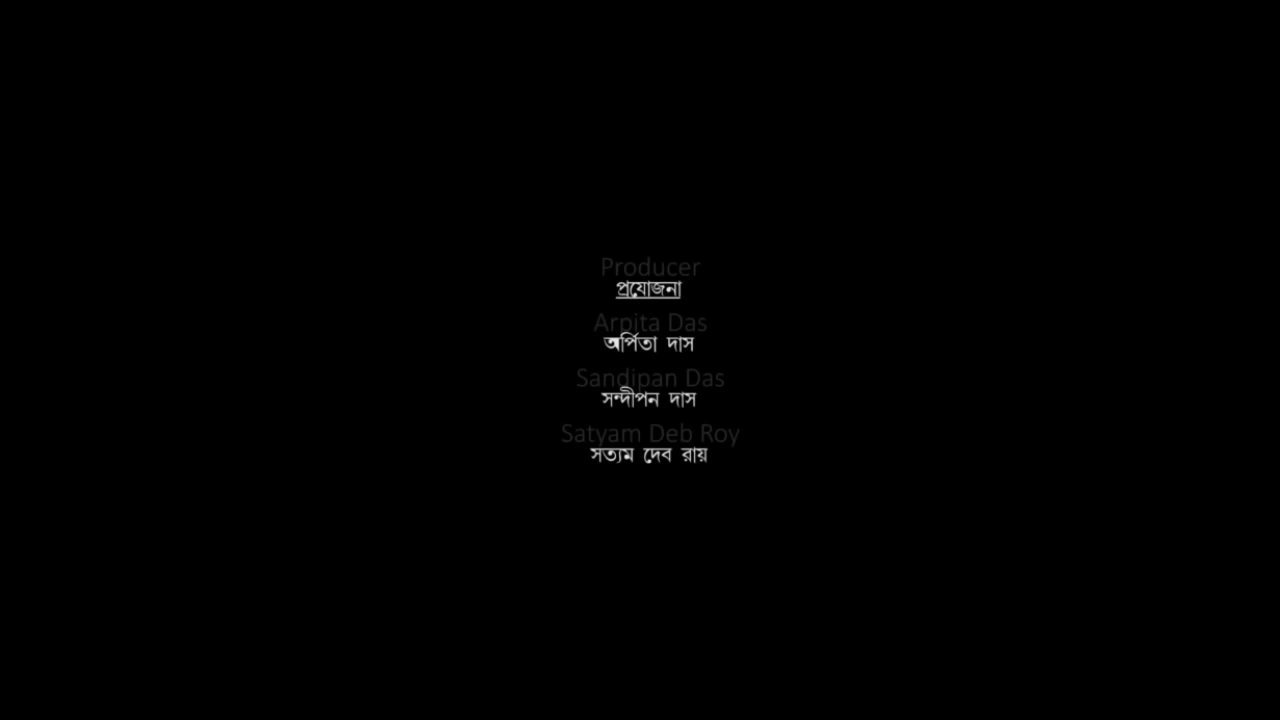 Producer
প্রযোজনা
Arpita Das
অর্পিতা দাস
Sandipan Das
সন্দীপন দাস
Satyam Deb Roy
সত্যম দেব রায়